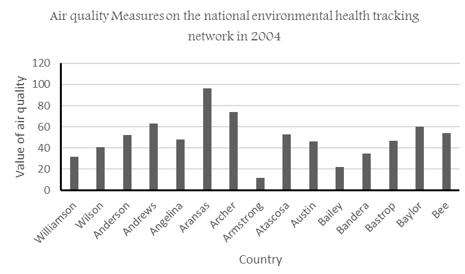 Air quality Measures on the national environmental health tracking
network in 2004
Value of air quality
120
100
80
60
40
20
0
Williamson
Wilson
Anderson
Andrews
Angelina
Aransas
Archer
Armstrong
Atascosa
Austin
Bailey
Bandera
Bastrop
Baylor
Bee
Country